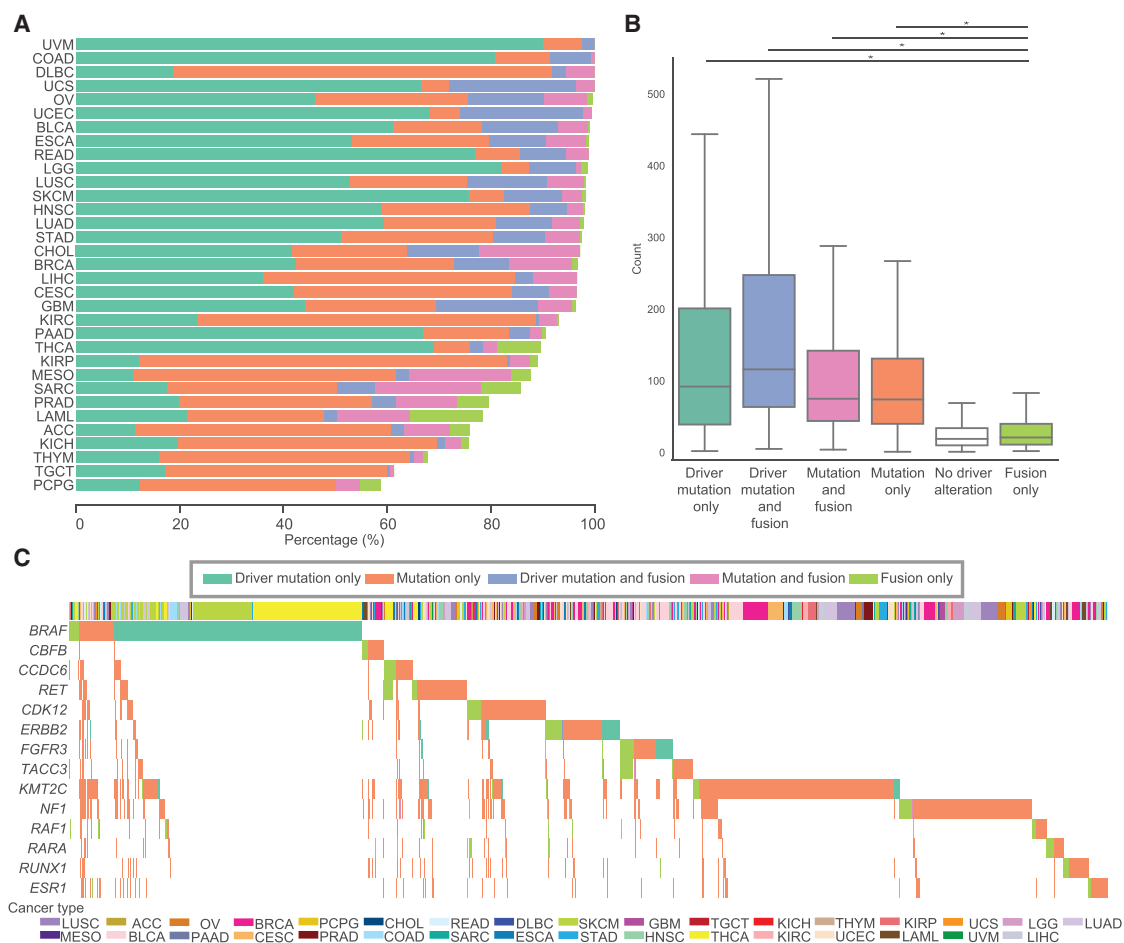 A
UVM
COAD
DLBC
UCS
OV
UCEC
BLCA
ESCA
READ
LGG
LUSC
SKCM
HNSC
LUAD
STAD
CHOL
BRCA
LIHC
CESC
GBM
KIRC
PAAD
THCA
KIRP
MESO
SARC
PRAD
LAML
ACC
KICH
THYM
TGCT
PCPG
0 20 40 60 80 100
Percentage (%)
B
*
*
*
*
Count
500
400
300
200
100
0
Driver mutation only
Driver mutation and fusion
Mutation and fusion
Mutation only
No driver alteration
Fusion only
C
Driver mutation only Mutation only Driver mutation and fusion Mutation and fusion Fusion only
BRAF
CBFB
CCDC6
RET
CDK12
ERBB2
FGFR3
TACC3
KMT2C
NF1
RAF1
RARA
RUNX1
ESR1
Cancer type
LUSC ACC OV BRCA PCPG CHOL READ DLBC SKCM GBM TGCT KICH THYM KIRP UCS LGG LUAD
MESO BLCA PAAD CESC PRAD COAD SARC ESCA STAD HNSC THCA KIRC UCEC LAML UVM LIHC